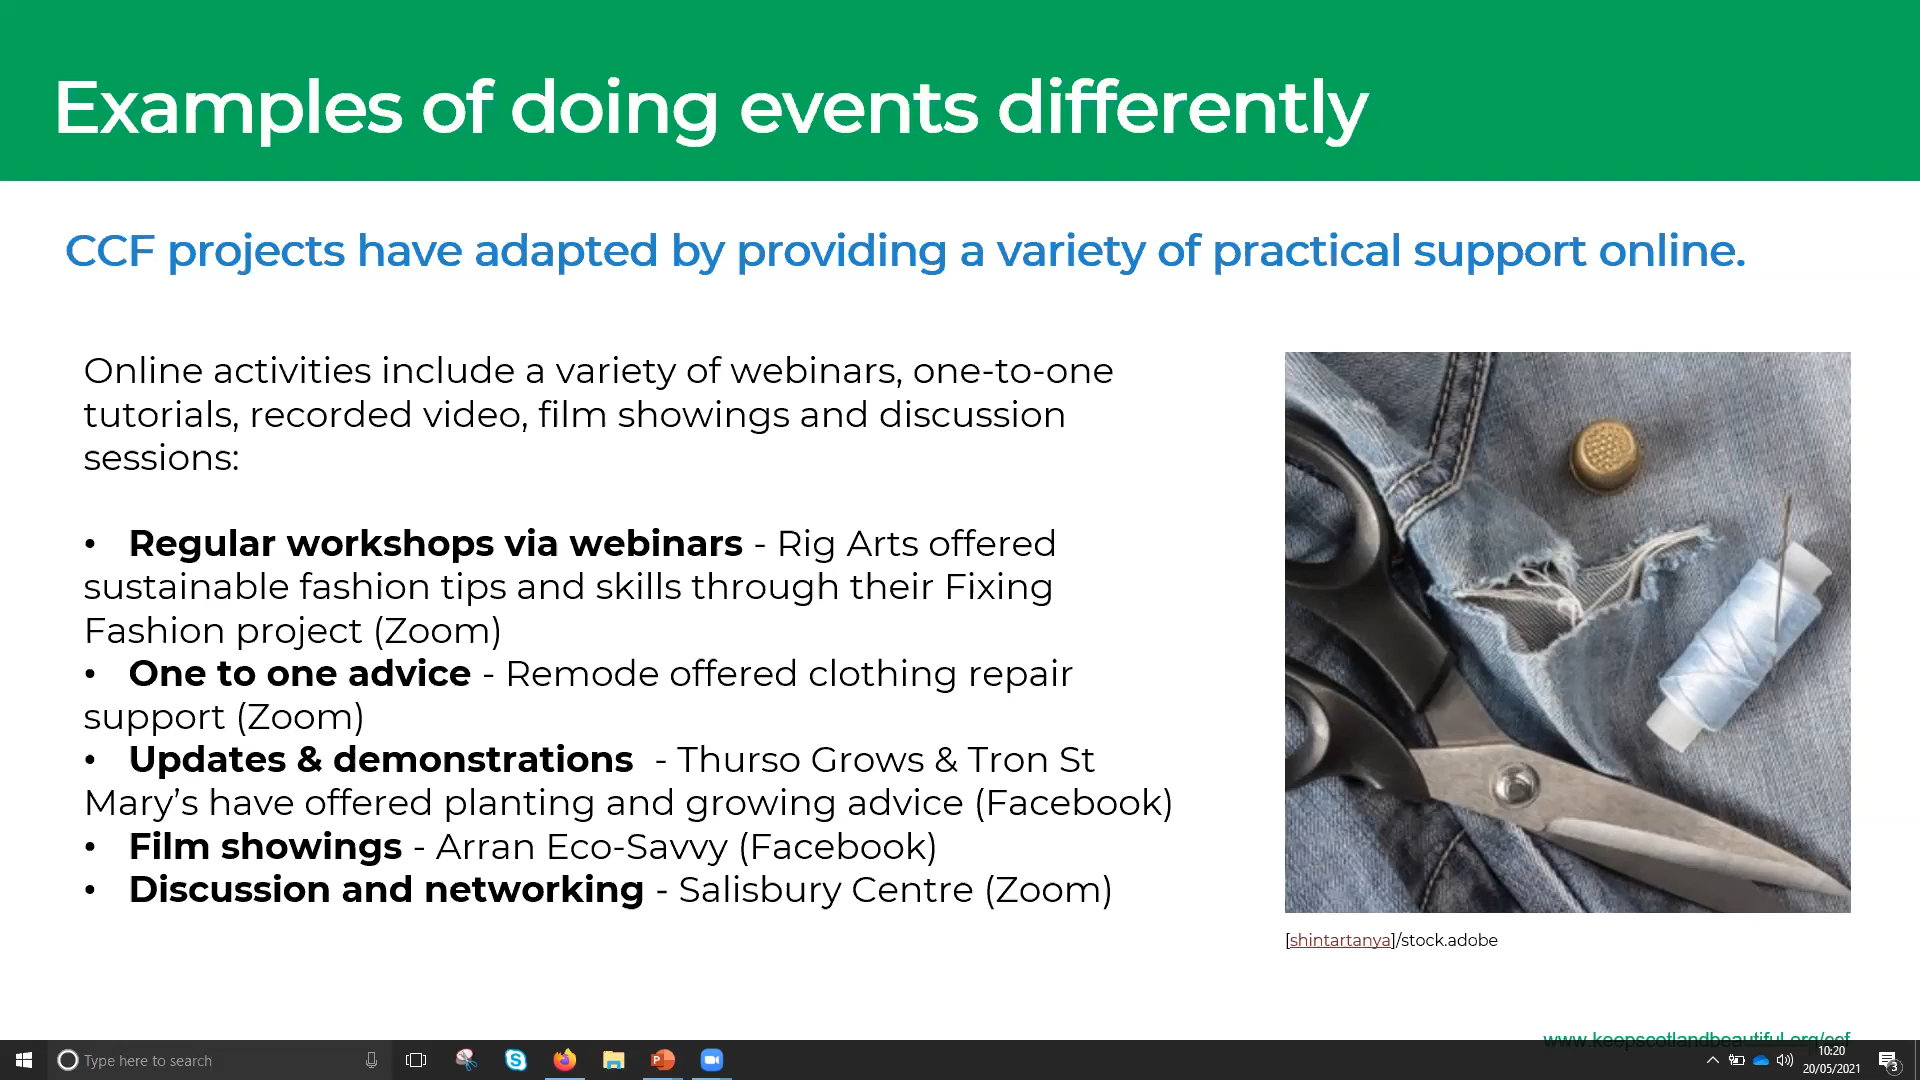 Examples of doing events differently
CCF projects have adapted by providing a variety of practical support online.
Online activities include a variety of webinars, one-to-one
tutorials, recorded video, film showings and discussion
sessions:
• Regular workshops via webinars - Rig Arts offered
sustainable fashion tips and skills through their Fixing
Fashion project (Zoom)
• One to one advice - Remode offered clothing repair
support (Zoom)
• Updates & demonstrations - Thurso Grows & Tron St
Mary’s have offered planting and growing advice (Facebook)
• Film showings - Arran Eco-Savvy (Facebook)
• Discussion and networking - Salisbury Centre (Zoom)
[shintartanya]/stock.adobe
www.keepscotlandbeautiful.org/ccf
Type here to search
10:20
20/05/2021
3